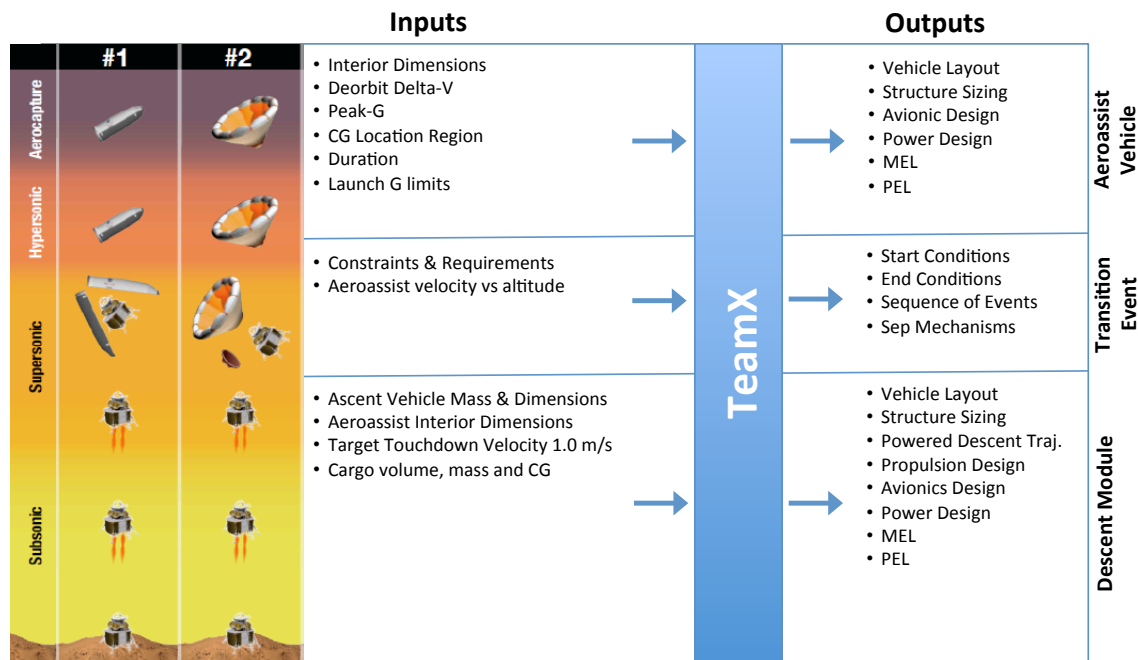 Inputs
Outputs
#1
#2
Aerocapture
Hypersonic
Supersonic
Subsonic
• Interior Dimensions
• Deorbit Delta-V
• Peak-G
• CG Location Region
• Duration
• Launch G limits
• Constraints & Requirements
• Aeroassist velocity vs altitude
• Ascent Vehicle Mass & Dimensions
• Aeroassist Interior Dimensions
• Target Touchdown Velocity 1.0 m/s
• Cargo volume, mass and CG
TeamX
• Vehicle Layout
• Structure Sizing
• Avionic Design
• Power Design
• MEL
• PEL
Aeroassist
Vehicle
• Start Conditions
• End Conditions
• Sequence of Events
• Sep Mechanisms
Transition
Event
• Vehicle Layout
• Structure Sizing
• Powered Descent Traj.
• Propulsion Design
• Avionics Design
• Power Design
• MEL
• PEL
Descent Module